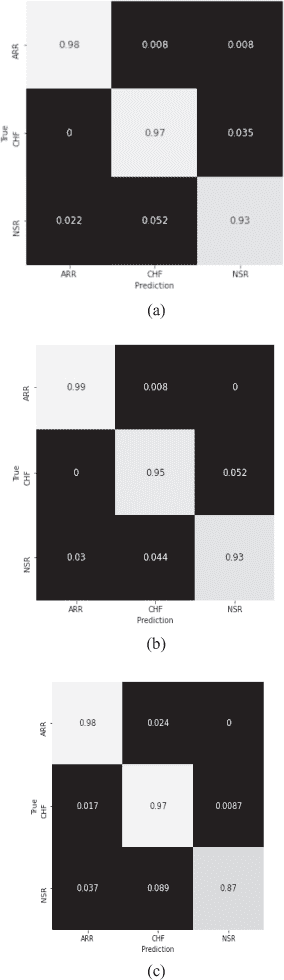 ARR 0.98 0.008 0.008
True
CHF 0 0.97 0.035
NSR 0.022 0.052 0.93
ARR CHF NSR
Prediction
(a)
ARR 0.99 0.008 0
True
CHF 0 0.95 0.052
NSR 0.03 0.044 0.93
ARR CHF NSR
Prediction
(b)
ARR 0.98 0.024 0
True
CHF 0.017 0.97 0.0087
NSR 0.037 0.089 0.87
ARR CHF NSR
Prediction
(c)